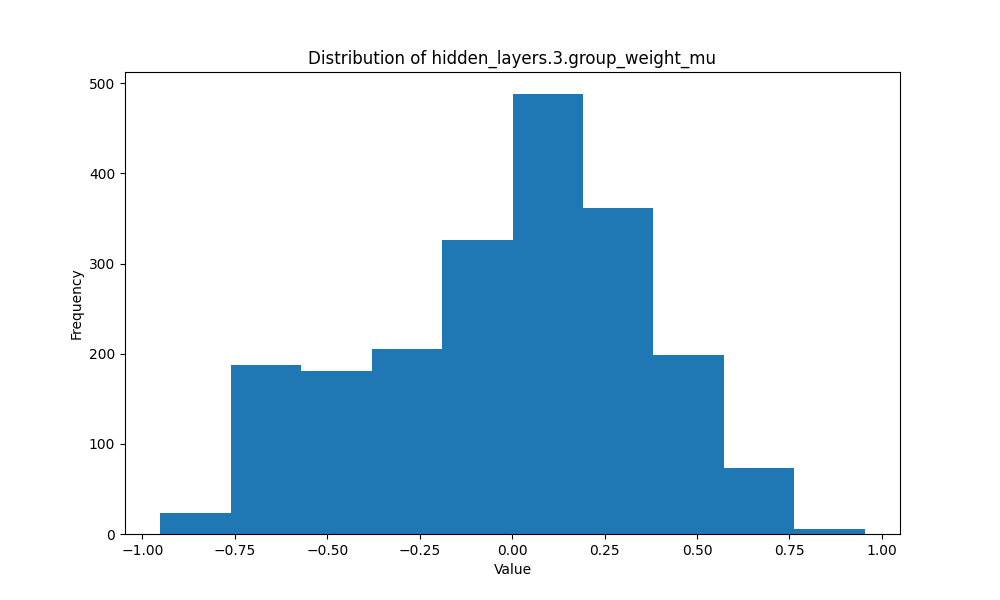 Distribution of hidden_layers.3.group_weight_mu
500
400
300
200
100
0
Frequency
−1.00 −0.75 −0.50 −0.25 0.00 0.25 0.50 0.75 1.00
Value